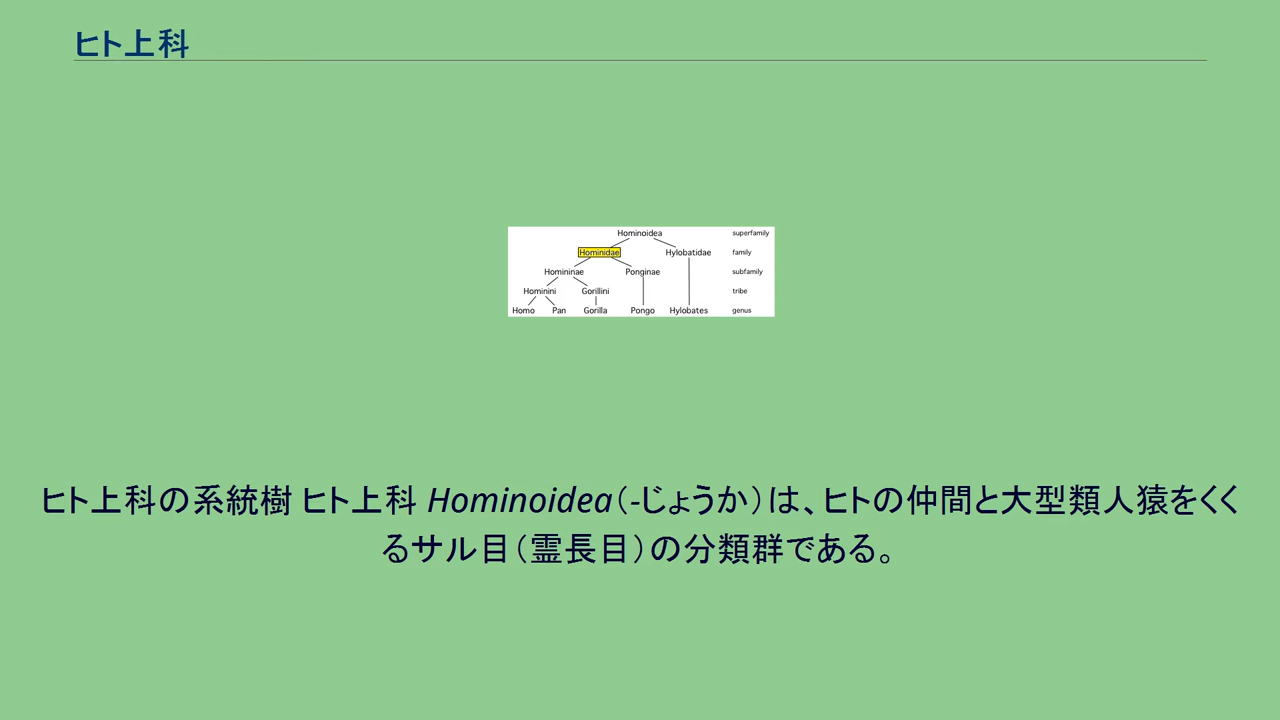 ヒト上科
Hominoidea superfamily
Hominidae Hylobatidae family
Homininae Ponginae subfamily
Hominini Gorillini tribe
Homo Pan Gorilla Pongo Hylobates genus
ヒト上科の系統樹 ヒト上科 Hominoidea（-じょうか）は、ヒトの仲間と大型類人猿をくく
るサル目（霊長目）の分類群である。